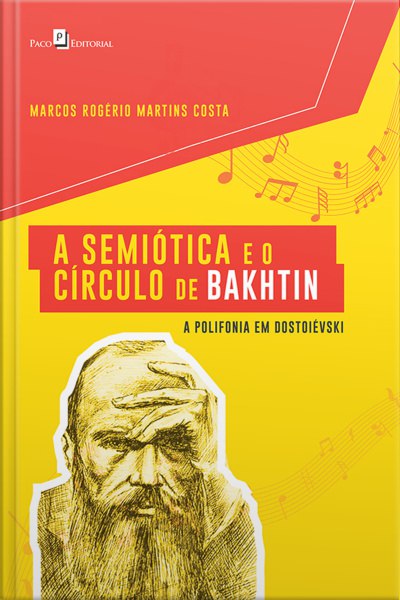 PACO EDITORIAL
MARCOS ROGÉRIO MARTINS COSTA
A SEMIÓTICA E O
CÍRCULO DE BAKHTIN
A POLIFONIA EM DOSTOIÉVSKI